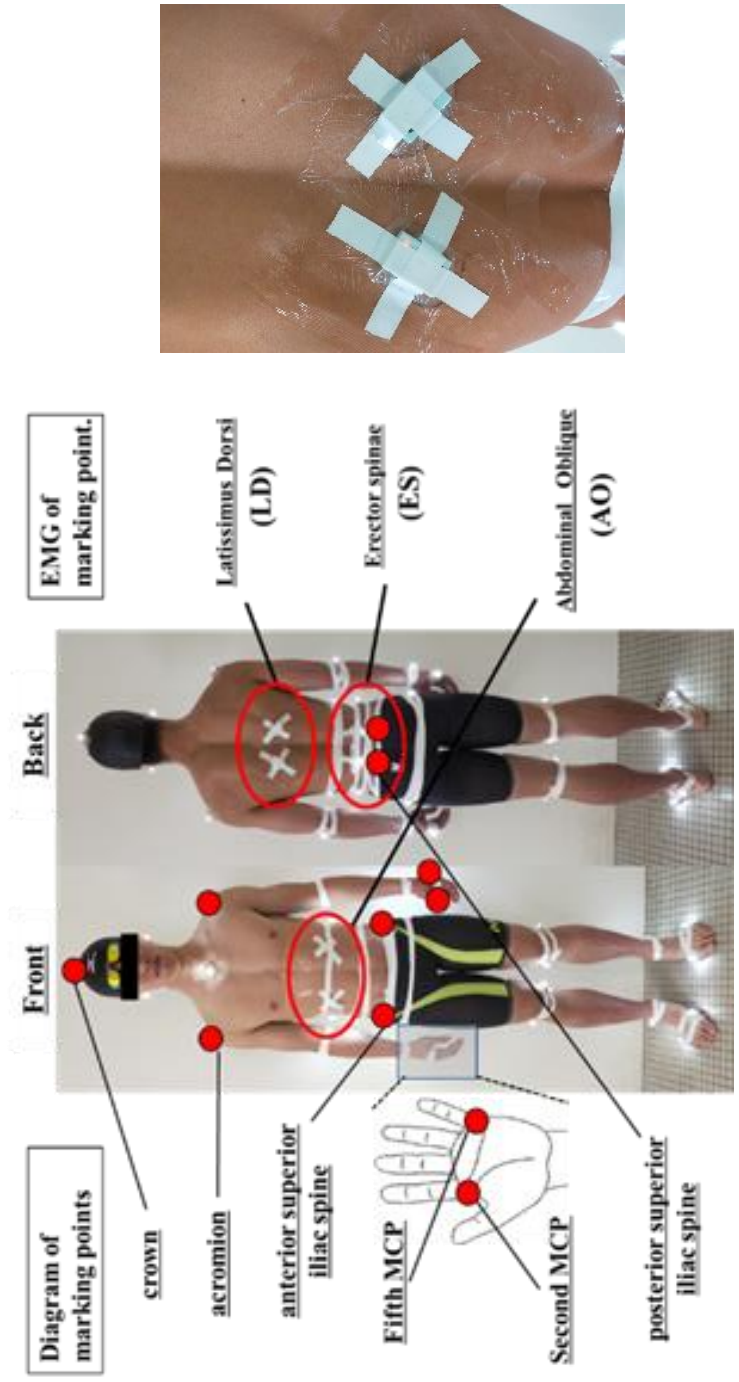 Diagram of
marking points
Front
Back
EMG of
marking point.
crown
acromion
anterior superior
iliac spine
Fifth MCP
Second MCP
posterior superior
iliac spine
Latissimus Dorsi
(LD)
Erector spinae
(ES)
Abdominal Oblique
(AO)